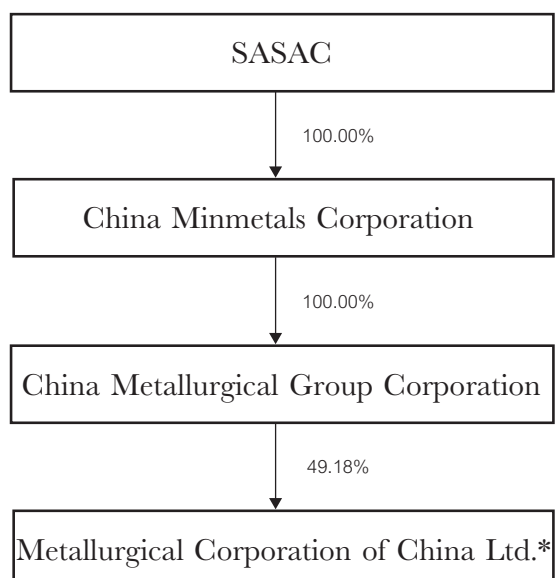 SASAC
100.00%
China Minmetals Corporation
100.00%
China Metallurgical Group Corporation
49.18%
Metallurgical Corporation of China Ltd.*